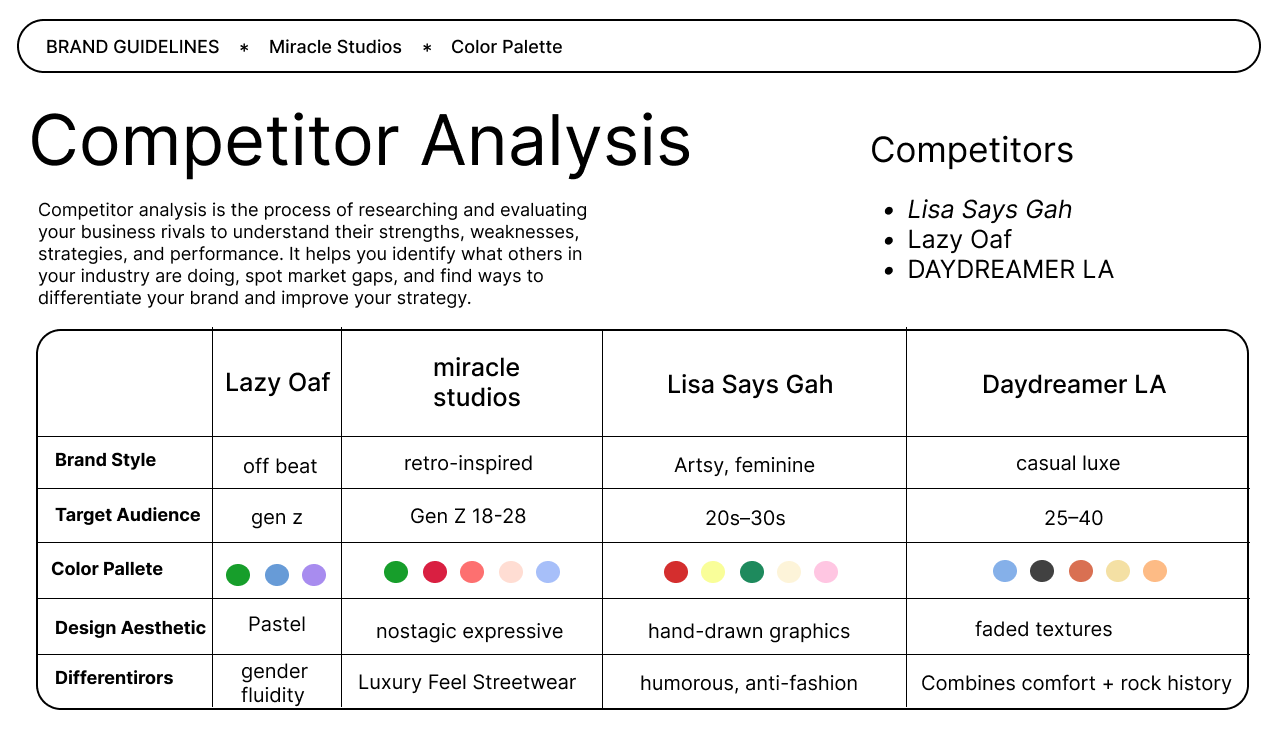 BRAND GUIDELINES * Miracle Studios * Color Palette
Competitor Analysis
Competitor analysis is the process of researching and evaluating
your business rivals to understand their strengths, weaknesses,
strategies, and performance. It helps you identify what others in
your industry are doing, spot market gaps, and find ways to
differentiate your brand and improve your strategy.
Competitors
• Lisa Says Gah
• Lazy Oaf
• DAYDREAMER LA
Lazy Oaf
miracle
studios
Lisa Says Gah
Daydreamer LA
Brand Style
off beat
retro-inspired
Artsy, feminine
casual luxe
Target Audience
gen z
Gen Z 18-28
20s–30s
25–40
Color Pallete
Design Aesthetic
Pastel
nostagic expressive
hand-drawn graphics
faded textures
Differentirors
gender
fluidity
Luxury Feel Streetwear
humorous, anti-fashion
Combines comfort + rock history